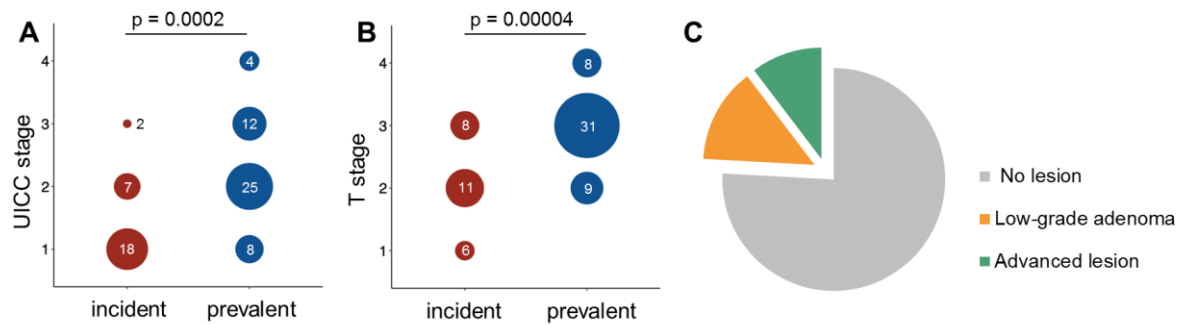 A
p = 0.0002
UICC stage
4
3
2
1
4
2
12
7
25
18
8
incident
prevalent
B
p = 0.00004
T stage
4
3
2
1
8
8
31
11
9
6
incident
prevalent
C
No lesion
Low-grade adenoma
Advanced lesion